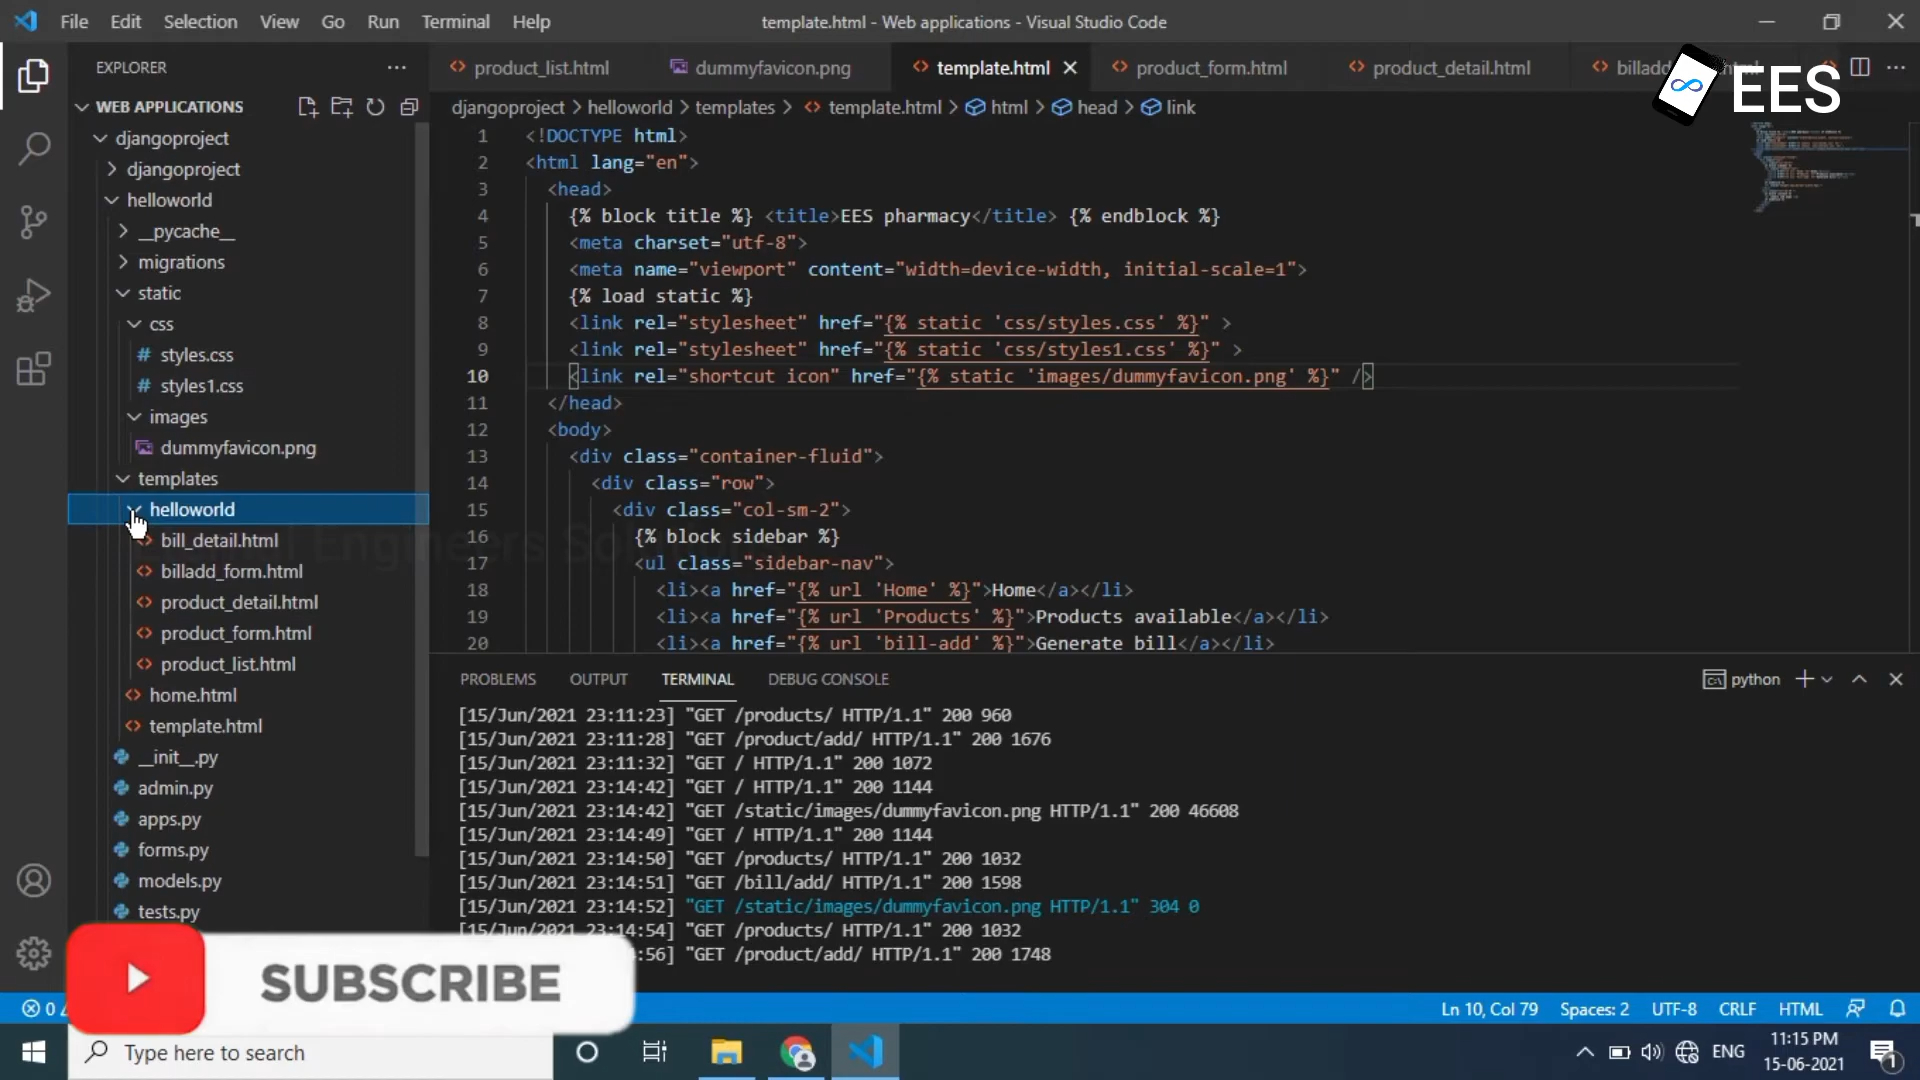 File Edit Selection View Go Run Terminal Help
template.html - Web applications - Visual Studio Code
EXPLORER
product_list.html
dummyfavicon.png
template.html
product_form.html
product_detail.html
EES
WEB APPLICATIONS
djangoproject > helloworld > templates > template.html > html > head > link
djangoproject
djangoproject
helloworld
__pycache__
migrations
static
css
styles.css
styles1.css
images
dummyfavicon.png
templates
helloworld
bill_detail.html
billadd_form.html
product_detail.html
product_form.html
product_list.html
home.html
template.html
__init__.py
admin.py
apps.py
forms.py
models.py
tests.py
1 <!DOCTYPE html>
2 <html lang="en">
3 <head>
4 {% block title %} <title>EES pharmacy</title> {% endblock %}
5 <meta charset="utf-8">
6 <meta name="viewport" content="width=device-width, initial-scale=1">
7 {% load static %}
8 <link rel="stylesheet" href="{% static 'css/styles.css' %}" >
9 <link rel="stylesheet" href="{% static 'css/styles1.css' %}" >
10 <link rel="shortcut icon" href="{% static 'images/dummyfavicon.png' %}" />
11 </head>
12 <body>
13 <div class="container-fluid">
14 <div class="row">
15 <div class="col-sm-2">
16 {% block sidebar %}
17 <ul class="sidebar-nav">
18 <li><a href="{% url 'Home' %}">Home</a></li>
19 <li><a href="{% url 'Products' %}">Products available</a></li>
20 <li><a href="{% url 'bill-add' %}">Generate bill</a></li>
PROBLEMS OUTPUT TERMINAL DEBUG CONSOLE
python
[15/Jun/2021 23:11:23] "GET /products/ HTTP/1.1" 200 960
[15/Jun/2021 23:11:28] "GET /product/add/ HTTP/1.1" 200 1676
[15/Jun/2021 23:11:32] "GET / HTTP/1.1" 200 1072
[15/Jun/2021 23:14:42] "GET / HTTP/1.1" 200 1144
[15/Jun/2021 23:14:42] "GET /static/images/dummyfavicon.png HTTP/1.1" 200 46608
[15/Jun/2021 23:14:49] "GET / HTTP/1.1" 200 1144
[15/Jun/2021 23:14:50] "GET /products/ HTTP/1.1" 200 1032
[15/Jun/2021 23:14:51] "GET /bill/add/ HTTP/1.1" 200 1598
[15/Jun/2021 23:14:52] "GET /static/images/dummyfavicon.png HTTP/1.1" 304 0
[15/Jun/2021 23:14:54] "GET /products/ HTTP/1.1" 200 1032
:56] "GET /product/add/ HTTP/1.1" 200 1748
SUBSCRIBE
0
Ln 10, Col 79 Spaces: 2 UTF-8 CRLF HTML
Type here to search
ENG
11:15 PM
15-06-2021
1